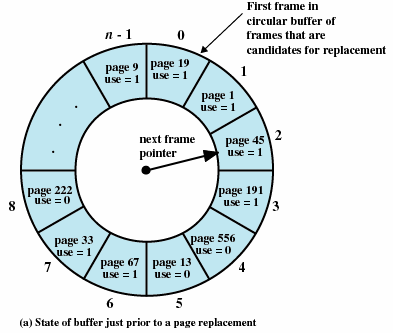 First frame in
circular buffer of
frames that are
candidates for replacement
n - 1
0
page 9
use = 1
page 19
use = 1
1
page 1
use = 1
2
page 45
use = 1
next frame
pointer
3
page 191
use = 1
4
page 556
use = 0
5
page 13
use = 0
6
page 67
use = 1
7
page 33
use = 1
8
page 222
use = 0
(a) State of buffer just prior to a page replacement